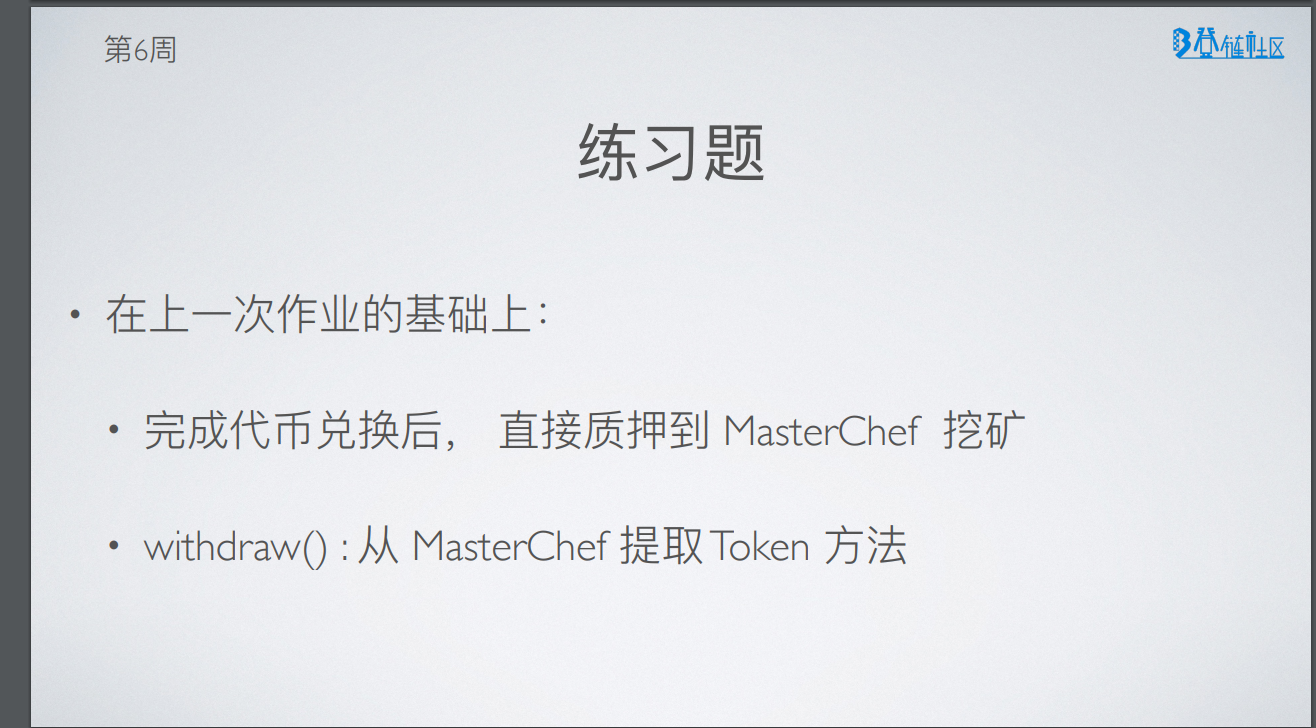 第6周
登链社区
练习题
• 在上一次作业的基础上：
• 完成代币兑换后， 直接质押到 MasterChef 挖矿
• withdraw() : 从 MasterChef 提取 Token 方法